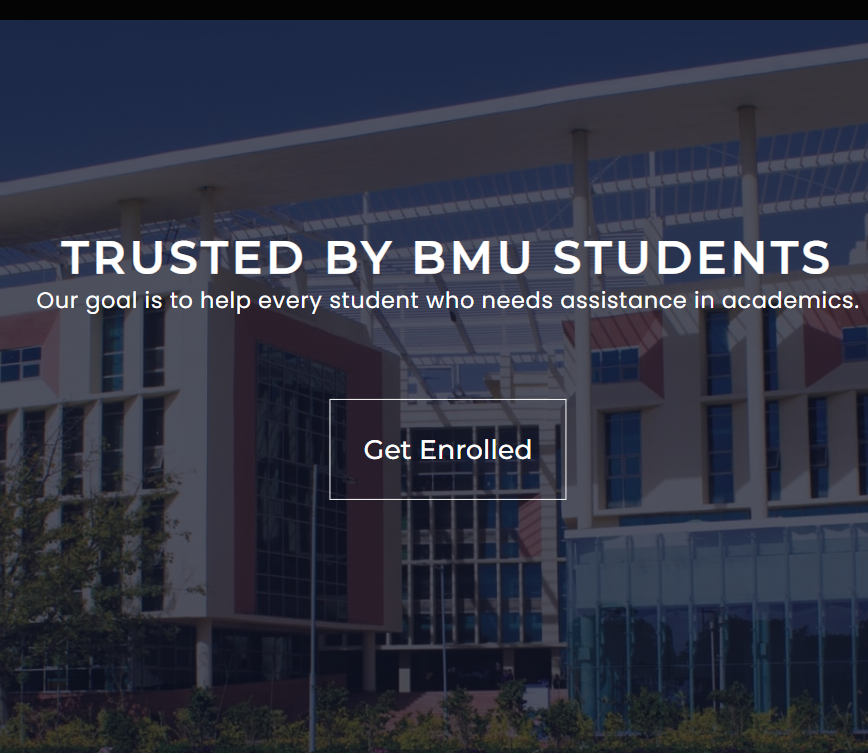 TRUSTED BY BMU STUDENTS
Our goal is to help every student who needs assistance in academics.
Get Enrolled